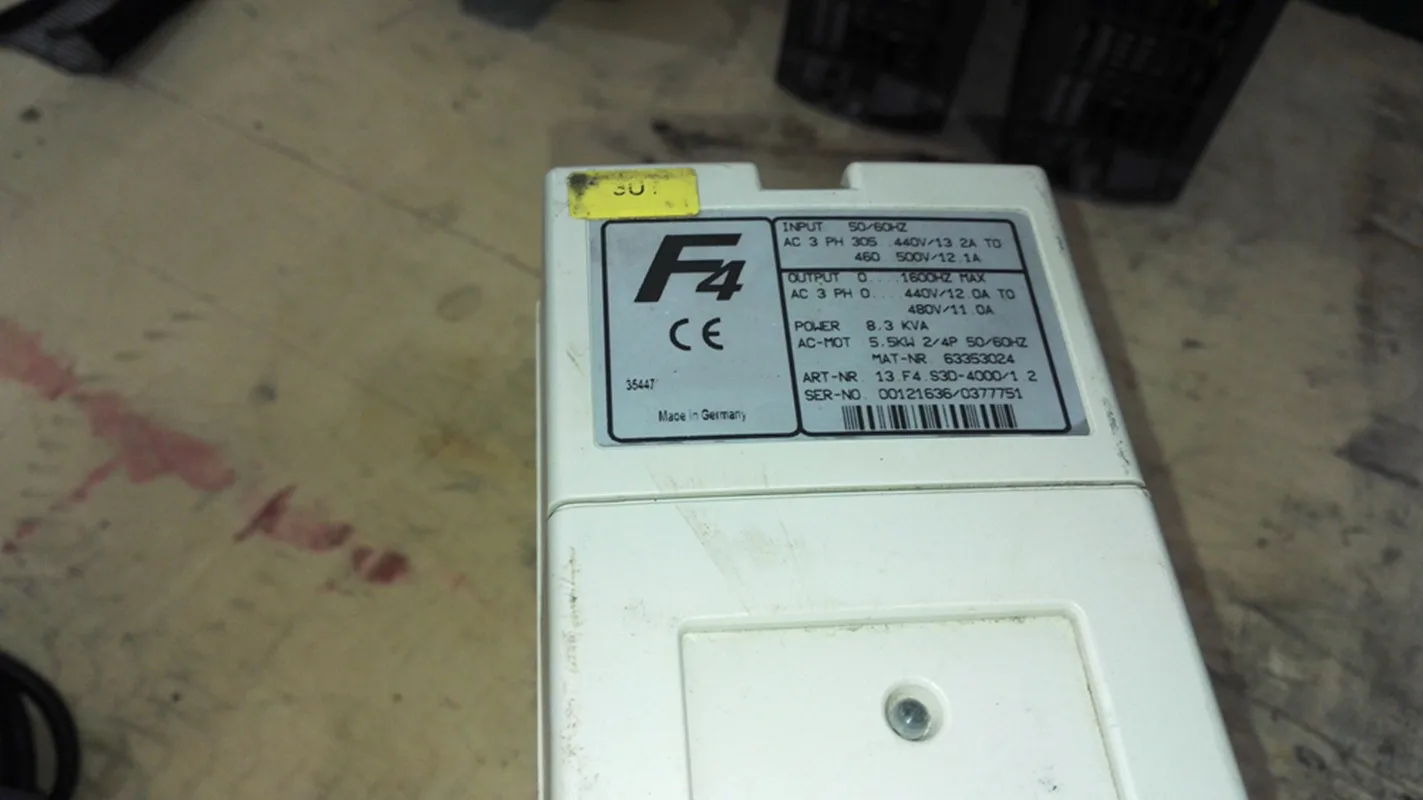 F4
CE
35447
Made in Germany
INPUT 50/60HZ
AC 3 PH 305..440V/13.2A TO
460..500V/12.1A
OUTPUT 0....1600HZ MAX
AC 3 PH 0....440V/12.0A TO
480V/11.0A
POWER 8.3 KVA
AC-MOT 5.5KW 2/4P 50/60HZ
MAT-NR. 63353024
ART-NR. 13.F4.S3D-4000/1.2
SER-NO. 00121636/0377751